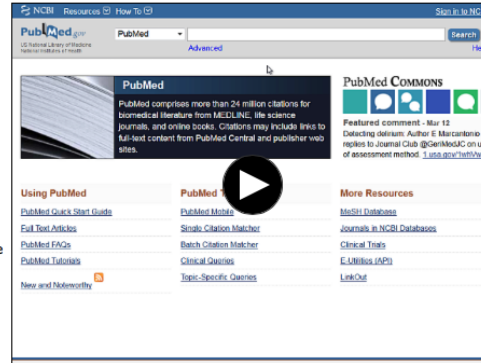 NCBI Resources How To Sign in to NC
PubMed.gov PubMed Search
US National Library of Medicine
National Institutes of Health
Advanced He
PubMed
PubMed comprises more than 24 million citations for
biomedical literature from MEDLINE, life science
journals, and online books. Citations may include links to
full-text content from PubMed Central and publisher web
sites.
PubMed Commons
Featured comment - Mar 12
Detecting delirium: Author E Marcantonio
replies to Journal Club @GeriMedJC on u
of assessment method.
Using PubMed
PubMed Quick Start Guide
Full Text Articles
PubMed FAQs
PubMed Tutorials
New and Noteworthy
PubMed T
PubMed Mobile
Single Citation Matcher
Batch Citation Matcher
Clinical Queries
Topic-Specific Queries
More Resources
MeSH Database
Journals in NCBI Databases
Clinical Trials
E-Utilities (API)
LinkOut
e